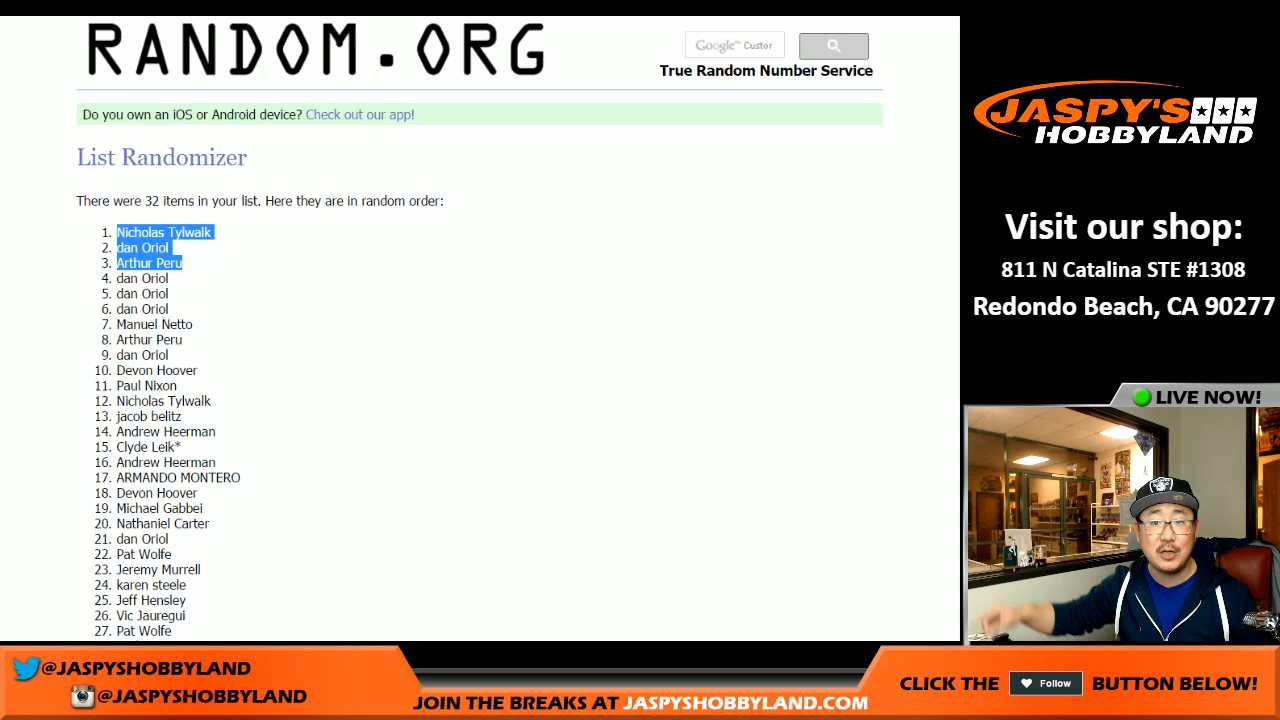 RANDOM.ORG
Google™ Custor
True Random Number Service
Do you own an iOS or Android device? Check out our app!
List Randomizer
There were 32 items in your list. Here they are in random order:
1. Nicholas Tylwalk
2. dan Oriol
3. Arthur Peru
4. dan Oriol
5. dan Oriol
6. dan Oriol
7. Manuel Netto
8. Arthur Peru
9. dan Oriol
10. Devon Hoover
11. Paul Nixon
12. Nicholas Tylwalk
13. jacob belitz
14. Andrew Heerman
15. Clyde Leik*
16. Andrew Heerman
17. ARMANDO MONTERO
18. Devon Hoover
19. Michael Gabbei
20. Nathaniel Carter
21. dan Oriol
22. Pat Wolfe
23. Jeremy Murrell
24. karen steele
25. Jeff Hensley
26. Vic Jauregui
27. Pat Wolfe
JASPY'S
HOBBYLAND
Visit our shop:
811 N Catalina STE #1308
Redondo Beach, CA 90277
LIVE NOW!
@JASPYSHOBBYLAND
@JASPYSHOBBYLAND
JOIN THE BREAKS AT JASPYSHOBBYLAND.COM
CLICK THE Follow BUTTON BELOW!